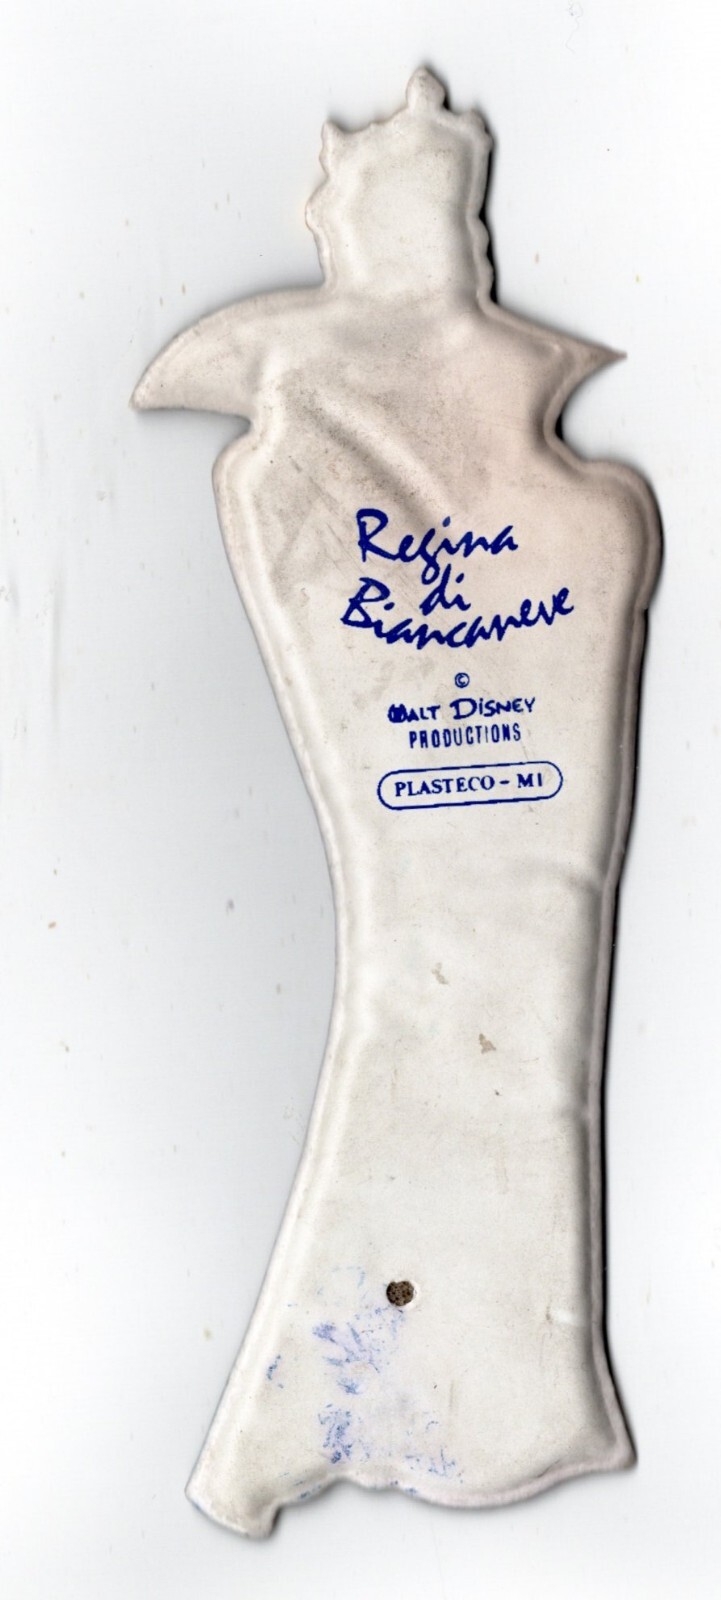 Regina
di
Biancaneve
©
WALT DISNEY
PRODUCTIONS
PLASTECO - MI